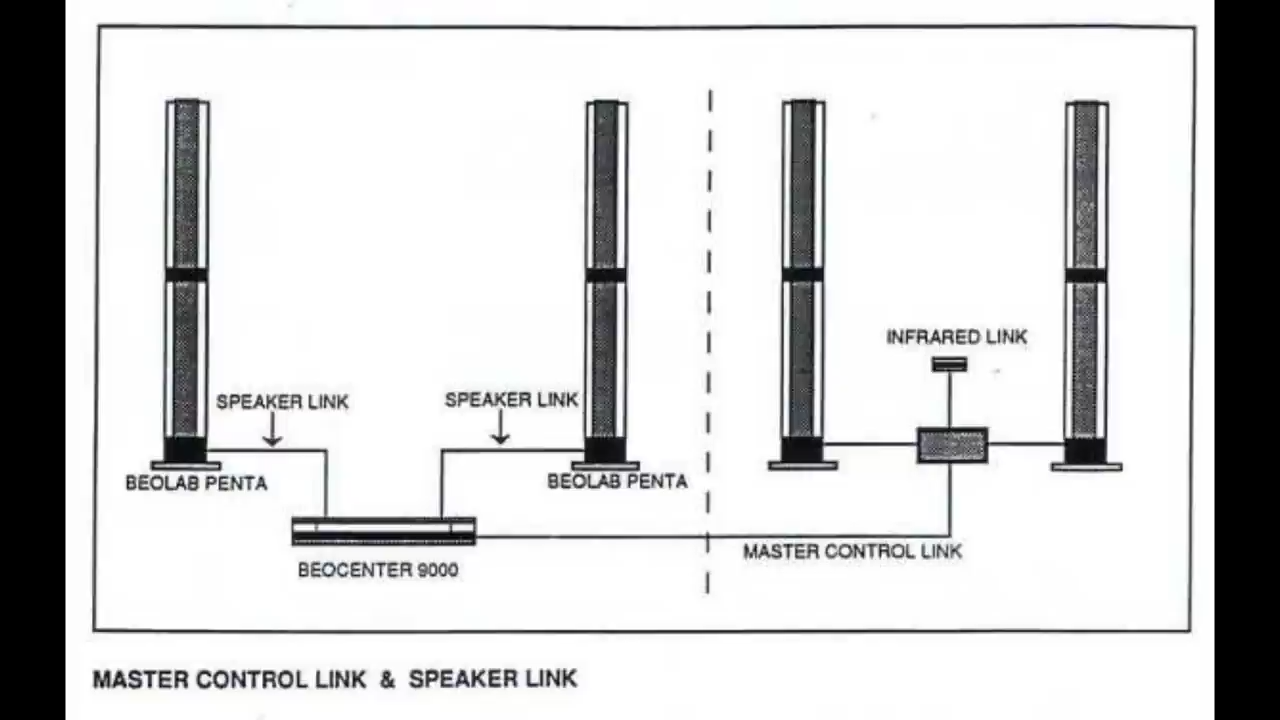 INFRARED LINK
SPEAKER LINK
SPEAKER LINK
BEOLAB PENTA
BEOLAB PENTA
MASTER CONTROL LINK
BEOCENTER 9000
MASTER CONTROL LINK & SPEAKER LINK